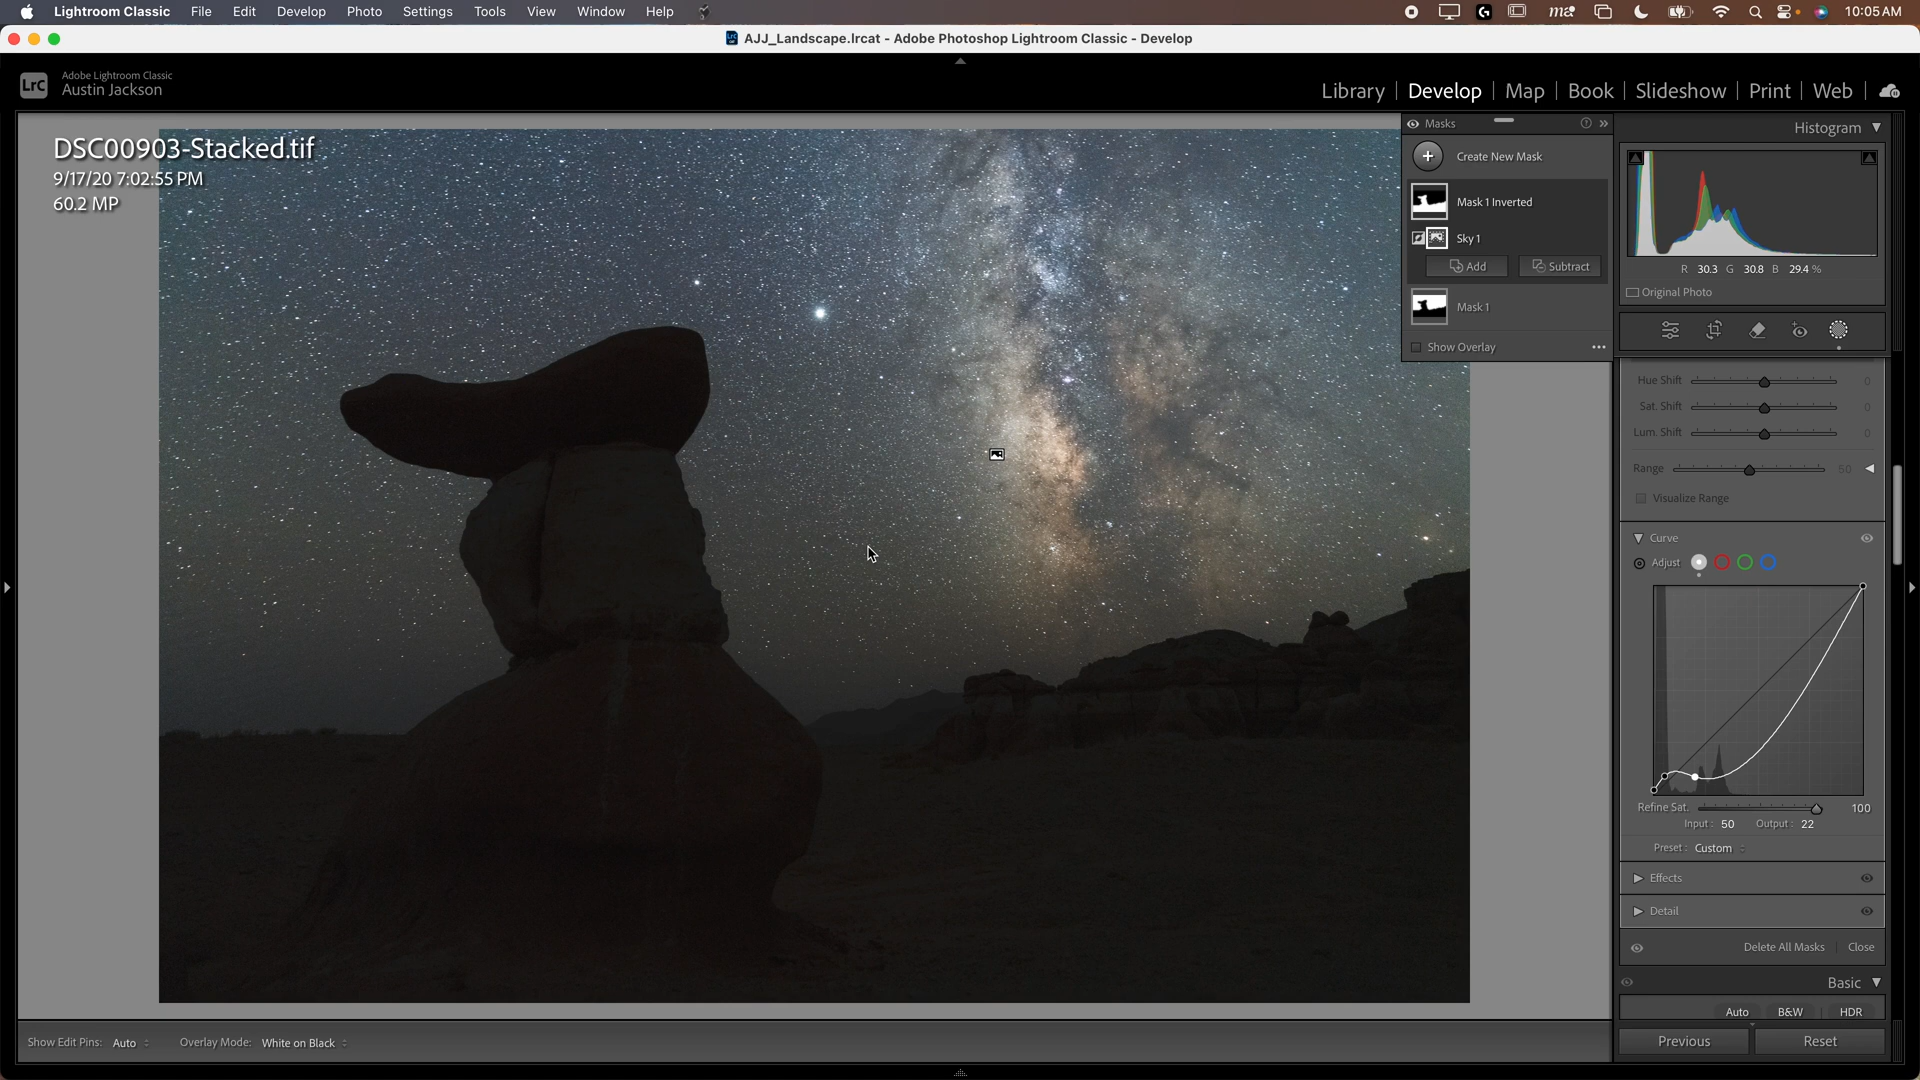 Lightroom Classic File Edit Develop Photo Settings Tools View Window Help 10:05 AM
AJJ_Landscape.lrcat - Adobe Photoshop Lightroom Classic - Develop
LrC
Adobe Lightroom Classic
Austin Jackson
Library | Develop | Map | Book | Slideshow | Print | Web
DSC00903-Stacked.tif
9/17/20 7:02:55 PM
60.2 MP
Masks
Create New Mask
Mask 1 Inverted
Sky 1
Add Subtract
Mask 1
Show Overlay
Histogram
R 30.3 G 30.8 B 29.4 %
Original Photo
Hue Shift 0
Sat. Shift 0
Lum. Shift 0
Range 50
Visualize Range
Curve
Adjust
Refine Sat. 100
Input : 50 Output : 22
Preset : Custom
Effects
Detail
Delete All Masks Close
Basic
Auto B&W HDR
Previous Reset
Show Edit Pins: Auto Overlay Mode: White on Black